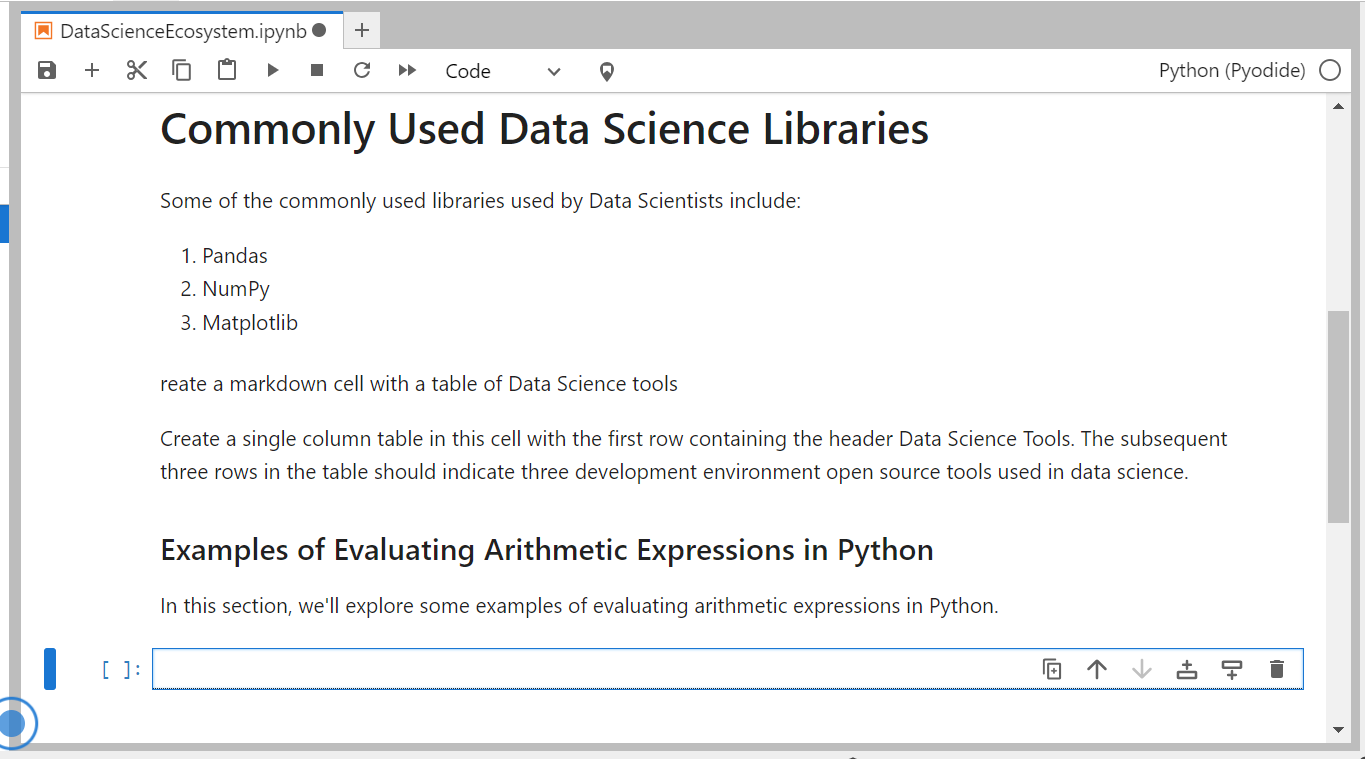 DataScienceEcosystem.ipynb
Code
Python (Pyodide)
Commonly Used Data Science Libraries
Some of the commonly used libraries used by Data Scientists include:
1. Pandas
2. NumPy
3. Matplotlib
reate a markdown cell with a table of Data Science tools
Create a single column table in this cell with the first row containing the header Data Science Tools. The subsequent
three rows in the table should indicate three development environment open source tools used in data science.
Examples of Evaluating Arithmetic Expressions in Python
In this section, we'll explore some examples of evaluating arithmetic expressions in Python.
[ ]: